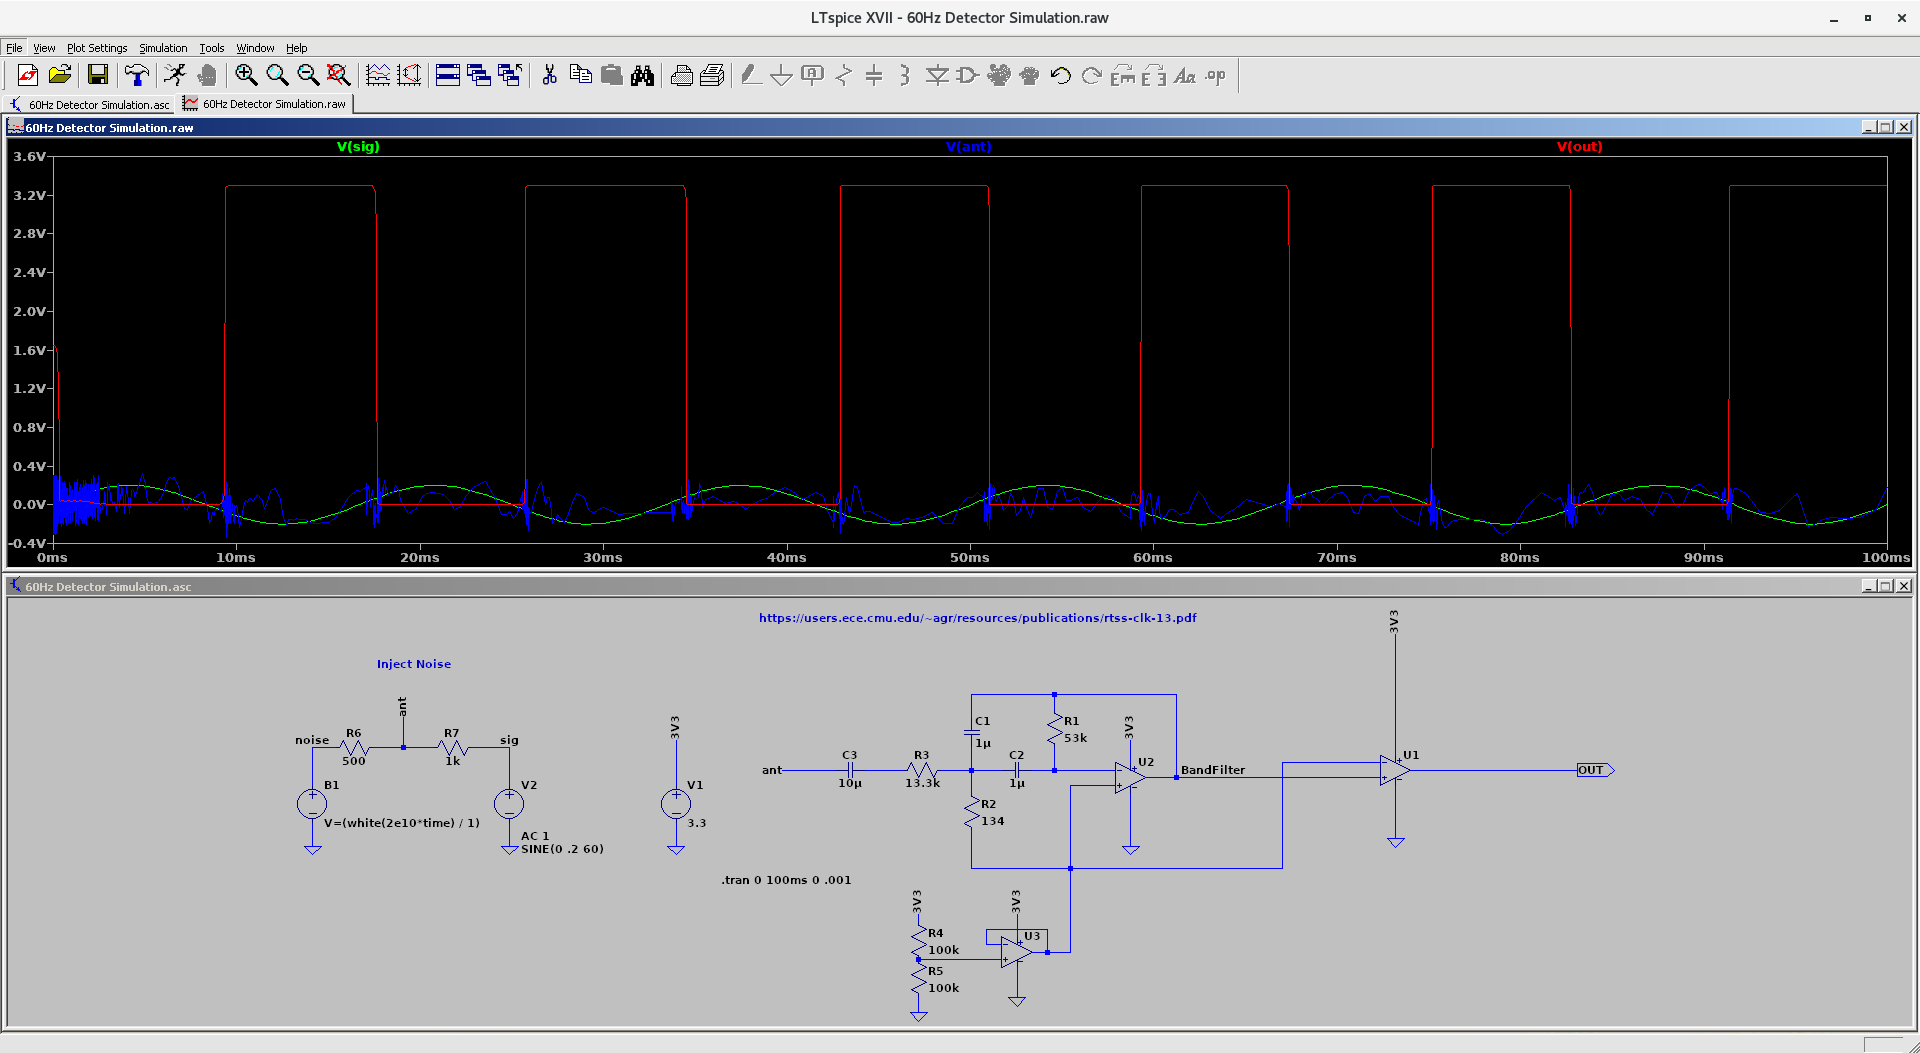 LTspice XVII - 60Hz Detector Simulation.raw
File View Plot Settings Simulation Tools Window Help
60Hz Detector Simulation.asc 60Hz Detector Simulation.raw
60Hz Detector Simulation.raw
V(sig) V(ant) V(out)
3.6V
3.2V
2.8V
2.4V
2.0V
1.6V
1.2V
0.8V
0.4V
0.0V
-0.4V
0ms 10ms 20ms 30ms 40ms 50ms 60ms 70ms 80ms 90ms 100ms
60Hz Detector Simulation.asc
https://users.ece.cmu.edu/~agr/resources/publications/rtss-clk-13.pdf
Inject Noise
ant
noise R6 R7 sig
500 1k
B1
V=(white(2e10*time) / 1)
V2
AC 1
SINE(0 .2 60)
3V3
V1
3.3
.tran 0 100ms 0 .001
ant
C3
10µ
R3
13.3k
C1
1µ
C2
1µ
R1
53k
R2
134
3V3
U2
BandFilter
3V3
U1
OUT
3V3
R4
100k
R5
100k
3V3
U3